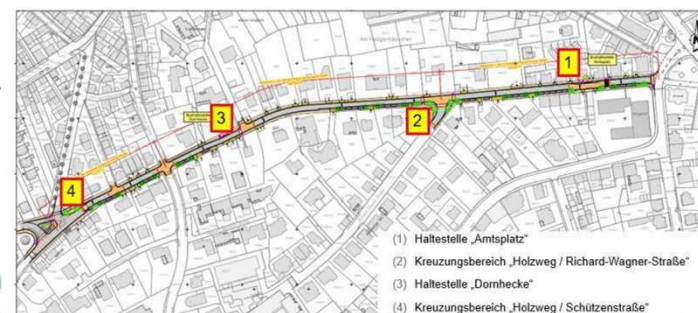 1
3
2
4
(1) Haltestelle „Amtsplatz“
(2) Kreuzungsbereich „Holzweg / Richard-Wagner-Straße“
(3) Haltestelle „Dornhecke“
(4) Kreuzungsbereich „Holzweg / Schützenstraße“